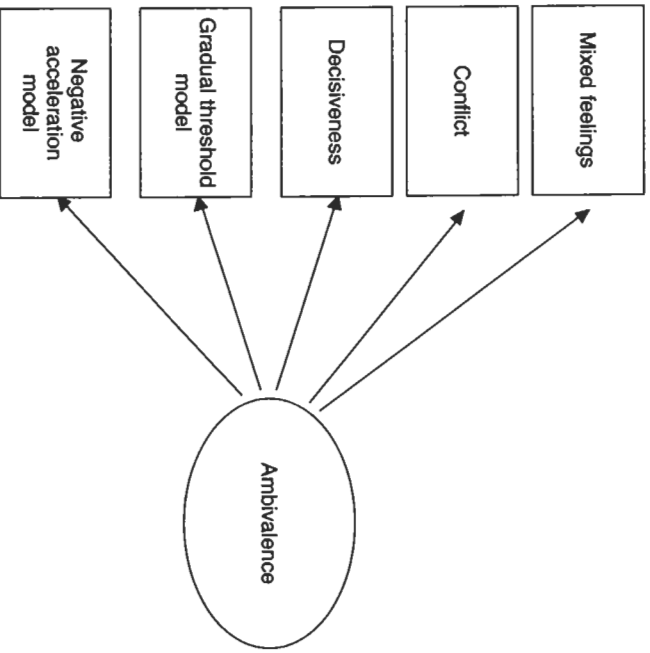 Mixed feelings
Conflict
Decisiveness
Gradual threshold
model
Negative
acceleration
model
Ambivalence